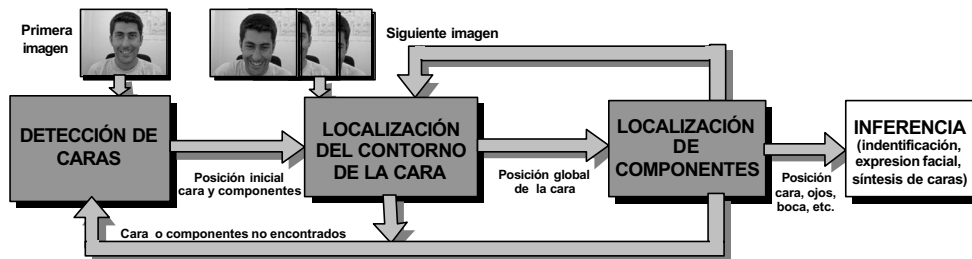 Primera
imagen
Siguiente imagen
DETECCIÓN DE
CARAS
Posición inicial
cara y componentes
LOCALIZACIÓN
DEL CONTORNO
DE LA CARA
Posición global
de la cara
LOCALIZACIÓN
DE
COMPONENTES
Posición
cara, ojos,
boca, etc.
INFERENCIA
(indentificación,
expresion facial,
síntesis de caras)
Cara o componentes no encontrados